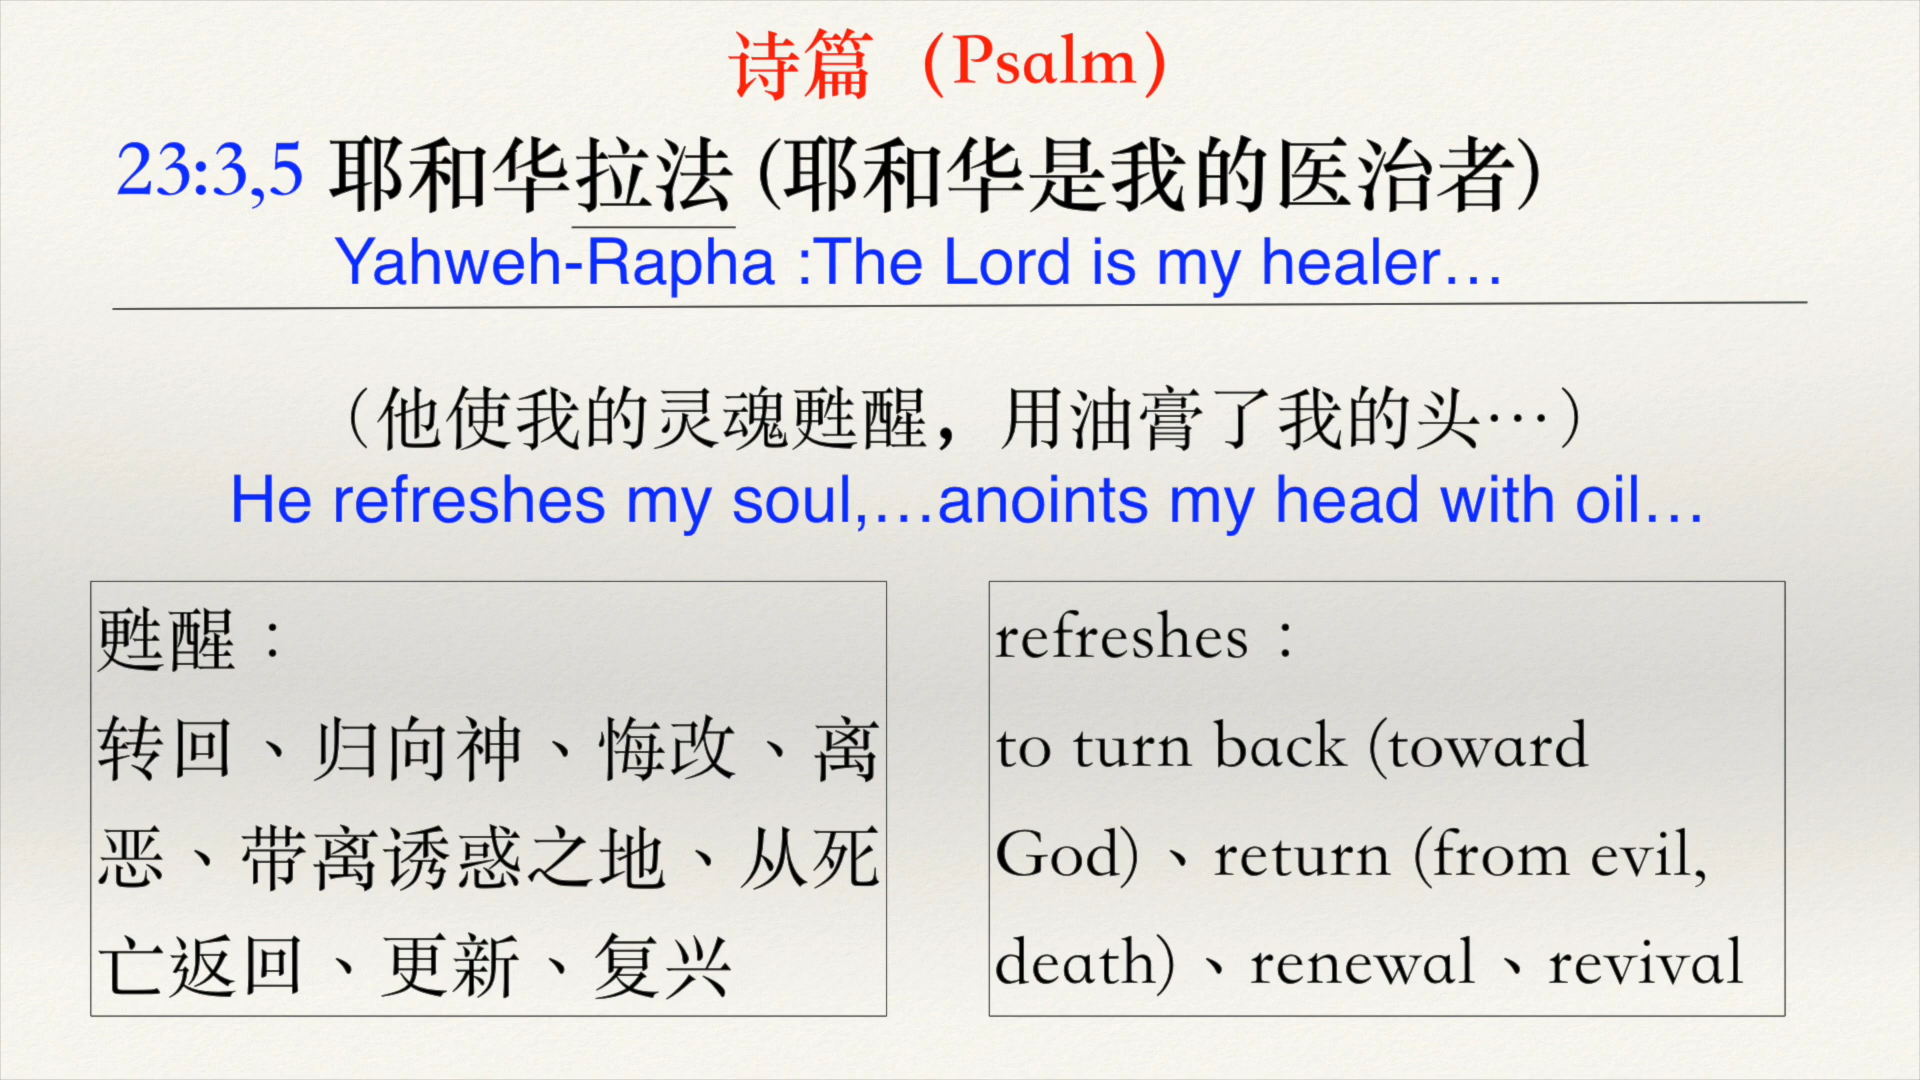 诗篇（Psalm）
23:3,5 耶和华拉法 (耶和华是我的医治者)
Yahweh-Rapha :The Lord is my healer…
（他使我的灵魂甦醒，用油膏了我的头…）
He refreshes my soul,…anoints my head with oil…
甦醒：
转回、归向神、悔改、离
恶、带离诱惑之地、从死
亡返回、更新、复兴
refreshes：
to turn back (toward
God)、return (from evil,
death)、renewal、revival